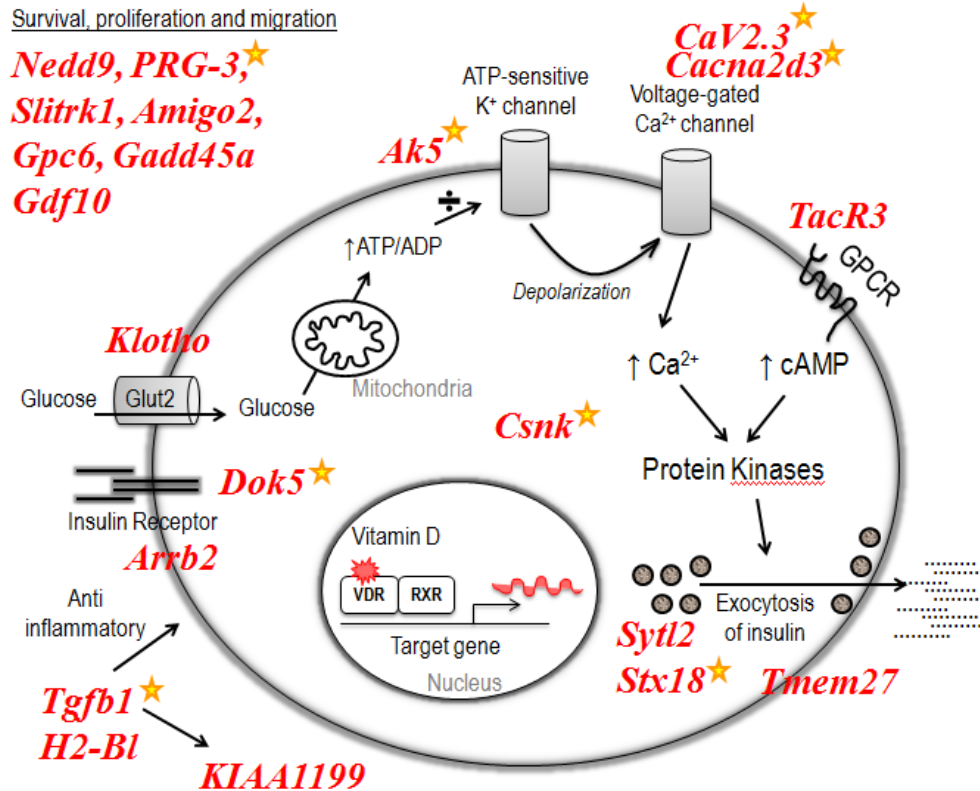 Survival, proliferation and migration
Nedd9, PRG-3,
Slitrk1, Amigo2,
Gpc6, Gadd45a
Gdf10
CaV2.3
Cacna2d3
ATP-sensitive
K⁺ channel
Voltage-gated
Ca²⁺ channel
Ak5
÷
↑ATP/ADP
TacR3
GPCR
Depolarization
Klotho
↑ Ca²⁺
↑ cAMP
Glucose
Glut2
Glucose
Mitochondria
Csnk
Protein Kinases
Dok5
Insulin Receptor
Arrb2
Vitamin D
VDR
RXR
Target gene
Nucleus
Exocytosis
of insulin
Anti
inflammatory
Sytl2
Stx18
Tmem27
Tgfb1
H2-Bl
KIAA1199